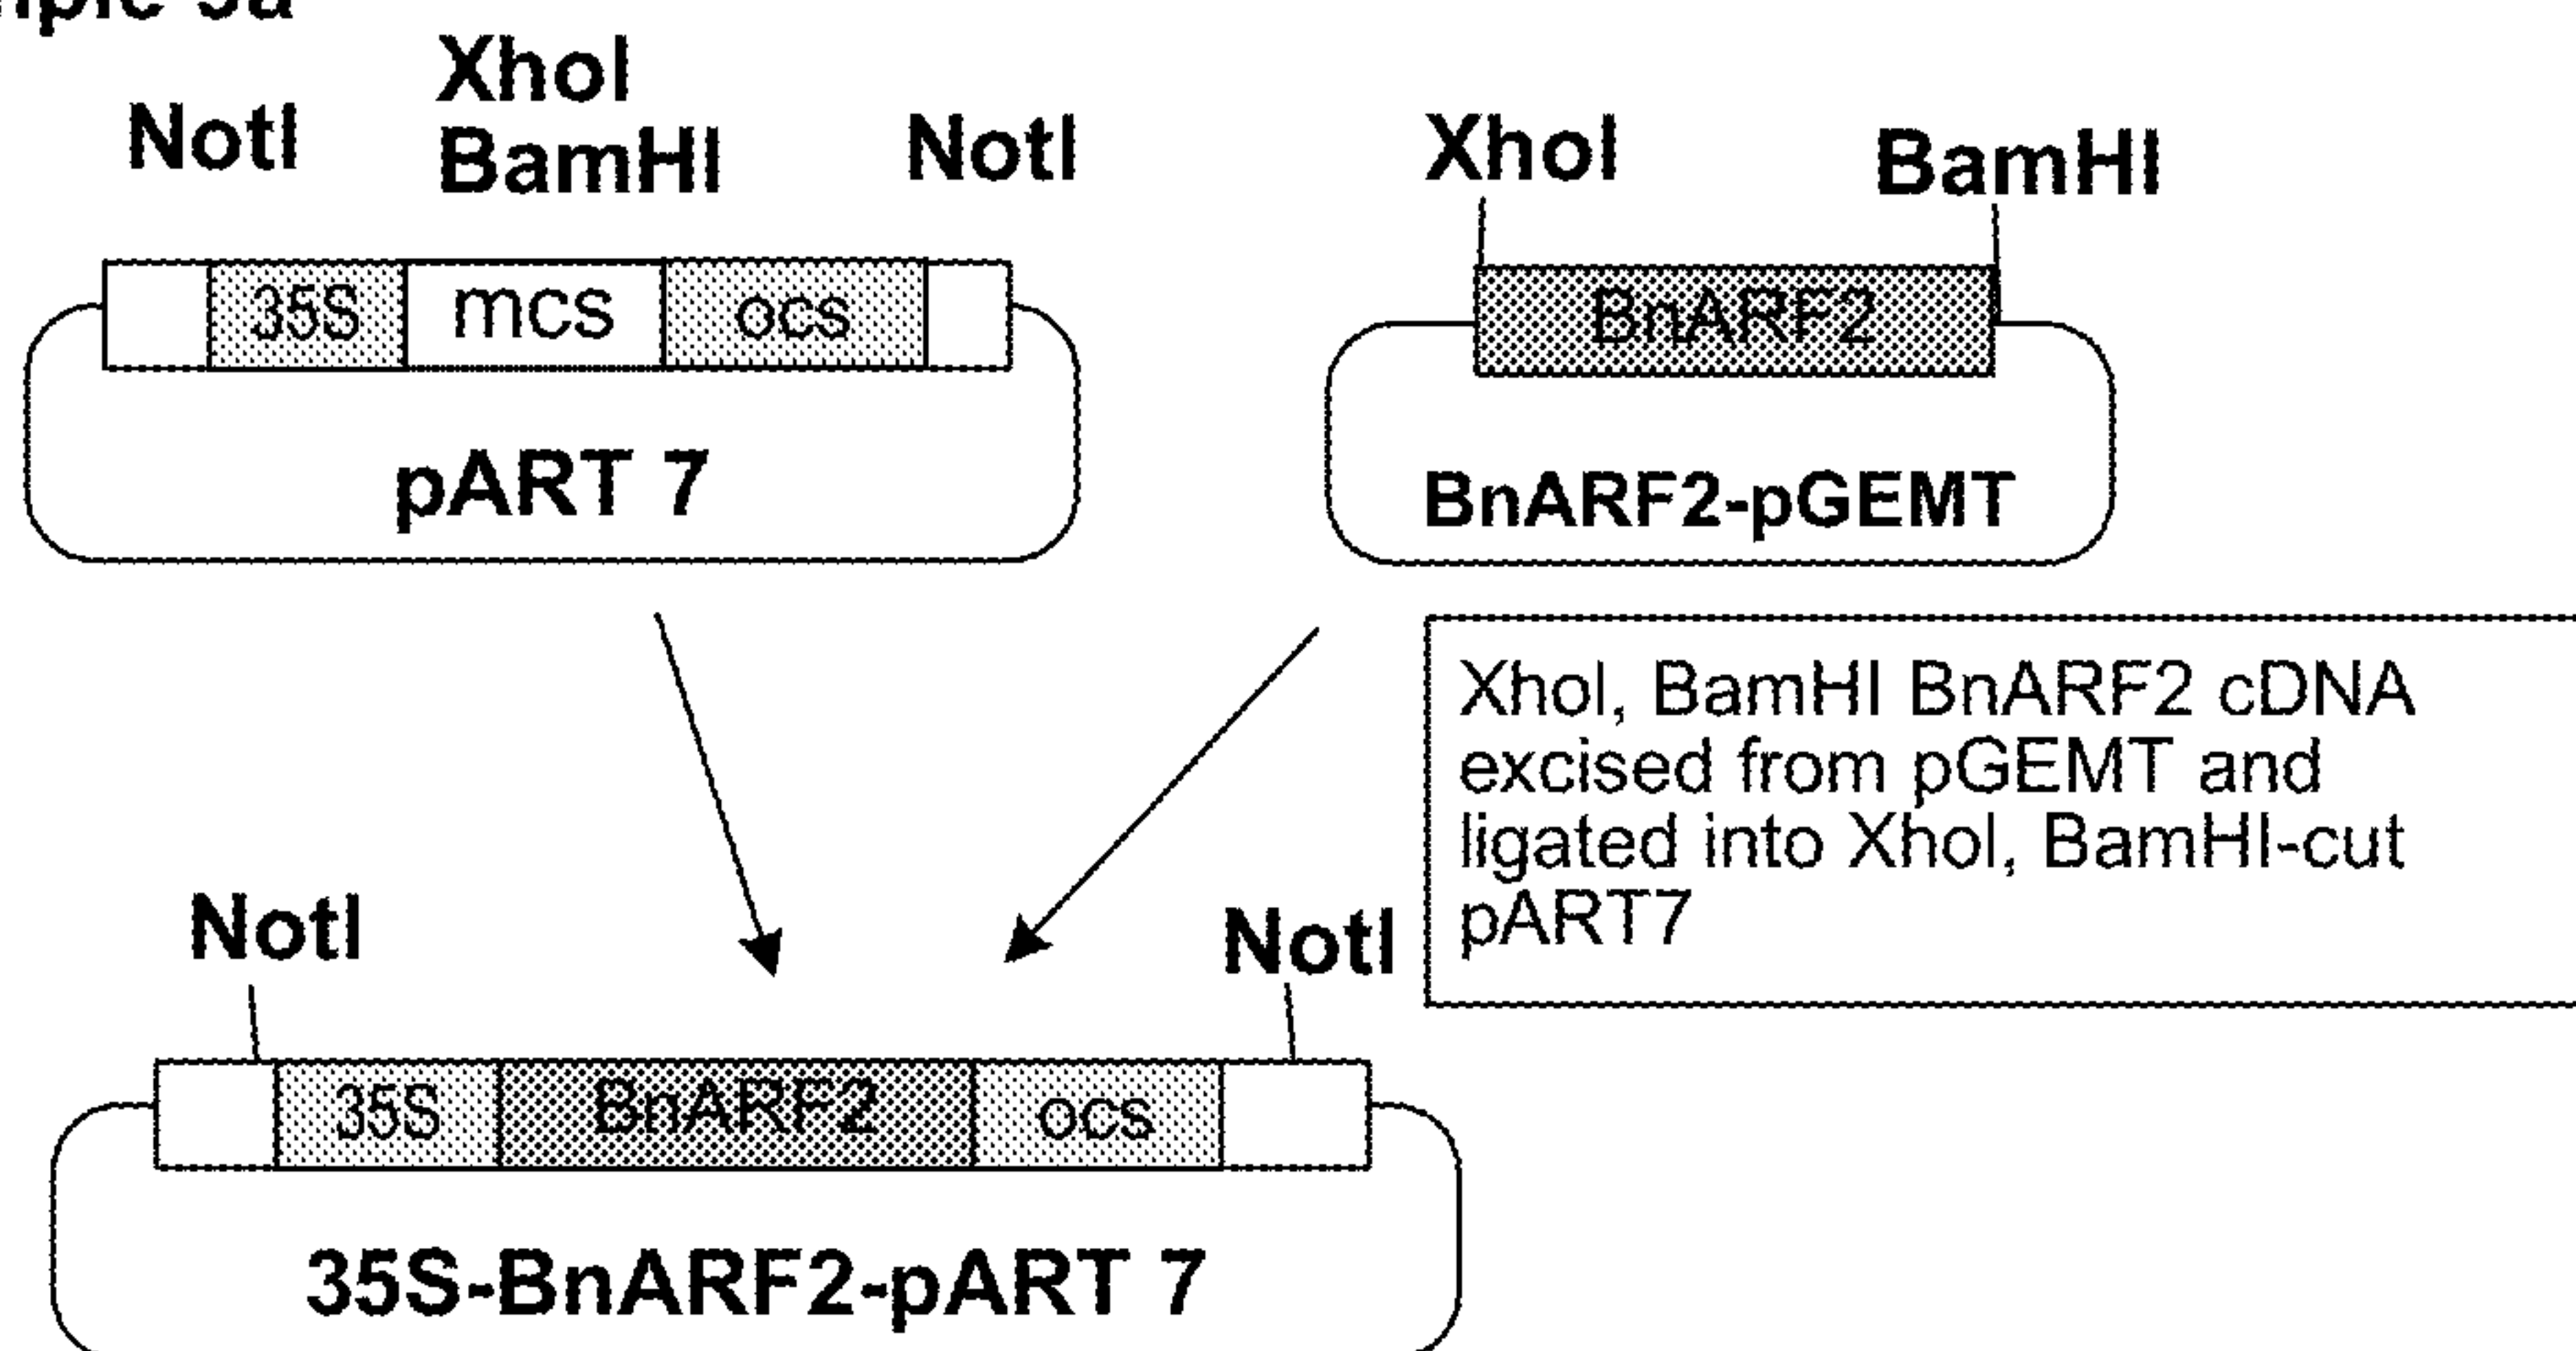 NotI
XhoI
BamHI
NotI
35S
mcs
ocs
pART 7
XhoI
BamHI
BnARF2
BnARF2-pGEMT
XhoI, BamHI BnARF2 cDNA
excised from pGEMT and
ligated into XhoI, BamHI-cut
pART7
NotI
NotI
35S
BnARF2
ocs
35S-BnARF2-pART 7